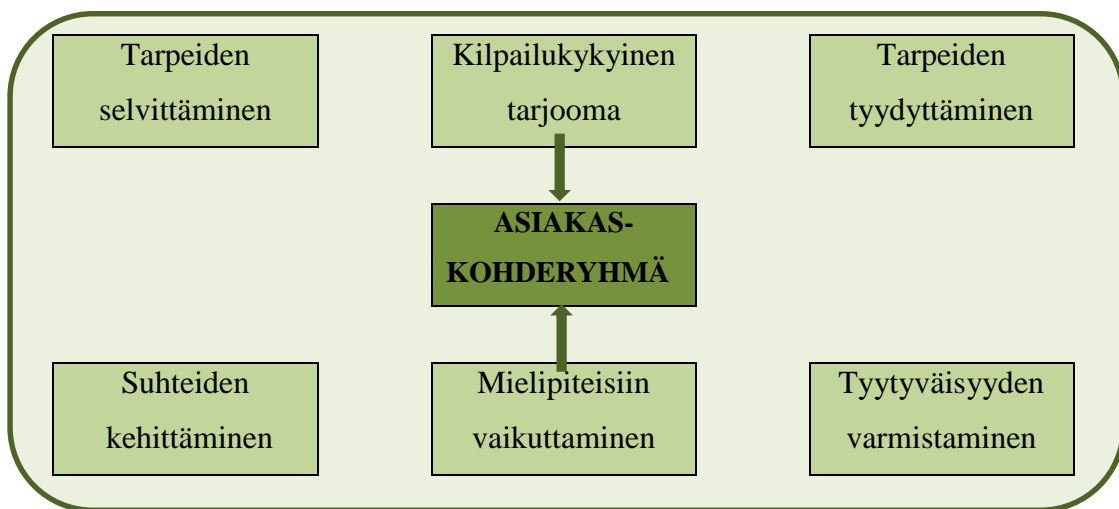 Tarpeiden
selvittäminen
Kilpailukykyinen
tarjooma
Tarpeiden
tyydyttäminen
ASIAKAS-
KOHDERYHMÄ
Suhteiden
kehittäminen
Mielipiteisiin
vaikuttaminen
Tyytyväisyyden
varmistaminen